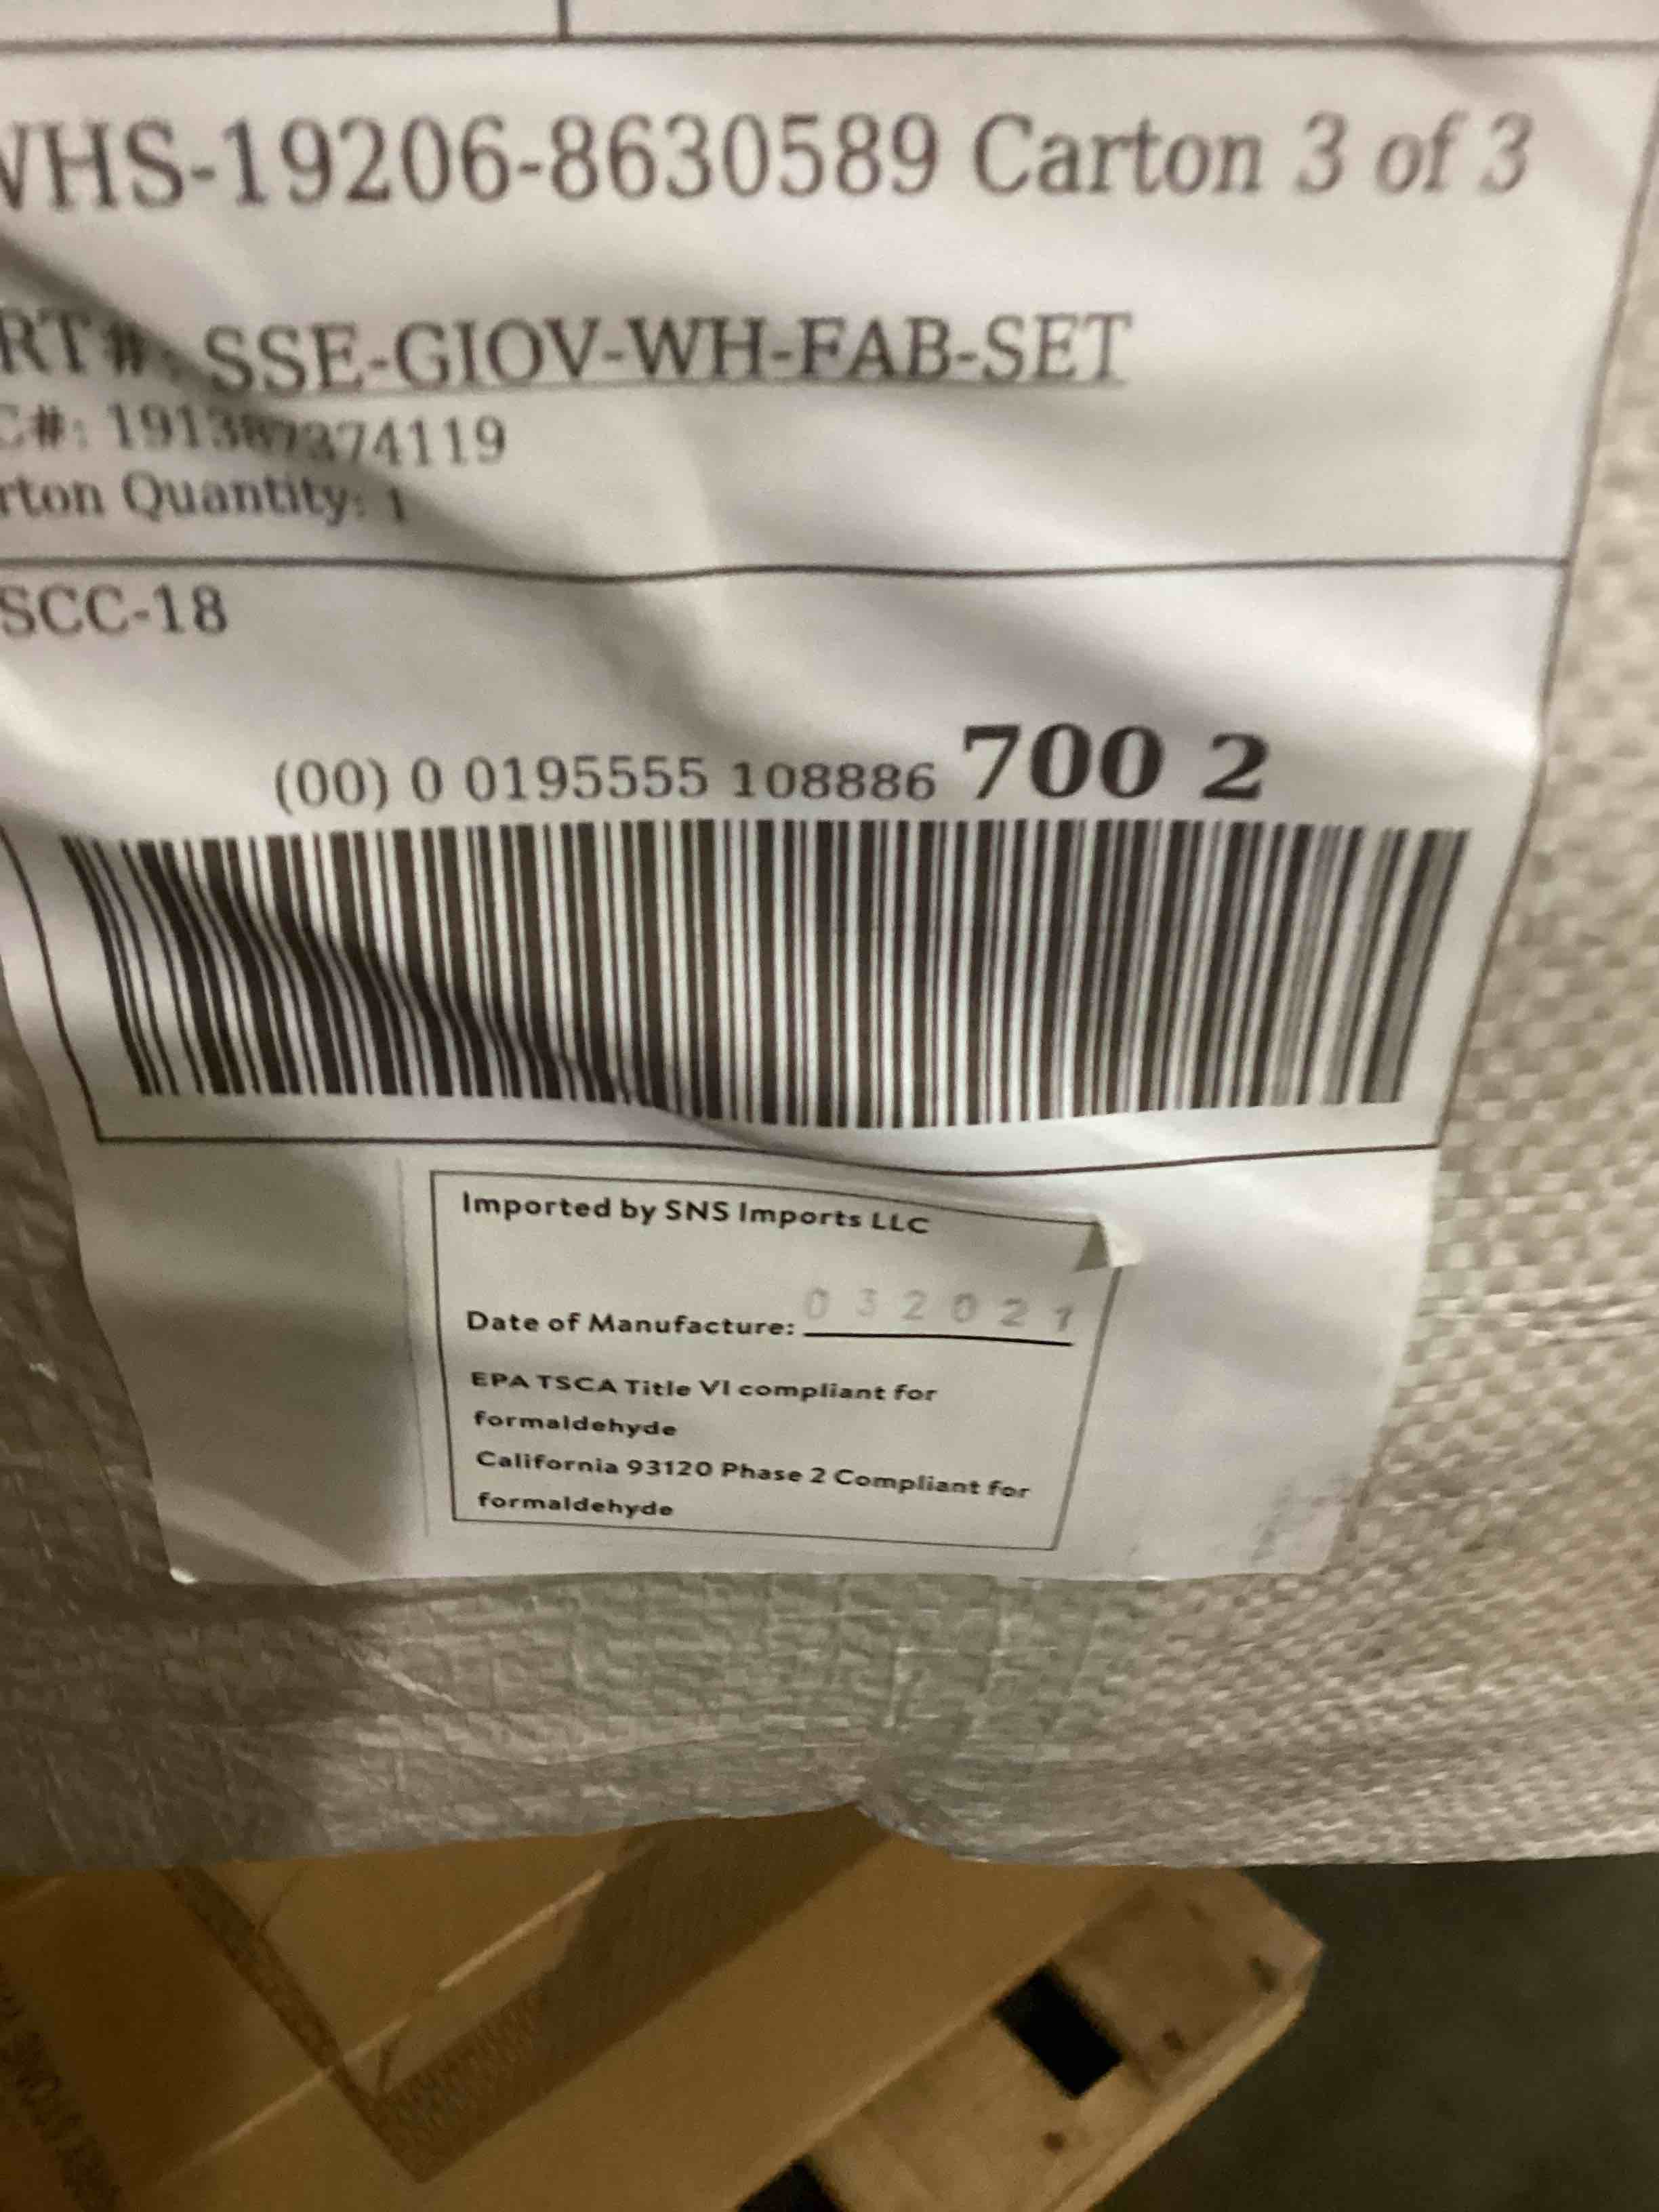 WHS-19206-8630589 Carton 3 of 3
RT#: SSE-GIOV-WH-FAB-SET
C#: 191387374119
rton Quantity: 1
SCC-18
(00) 0 0195555 108886 700 2
Imported by SNS Imports LLC
Date of Manufacture: 032021
EPA TSCA Title VI compliant for
formaldehyde
California 93120 Phase 2 Compliant for
formaldehyde